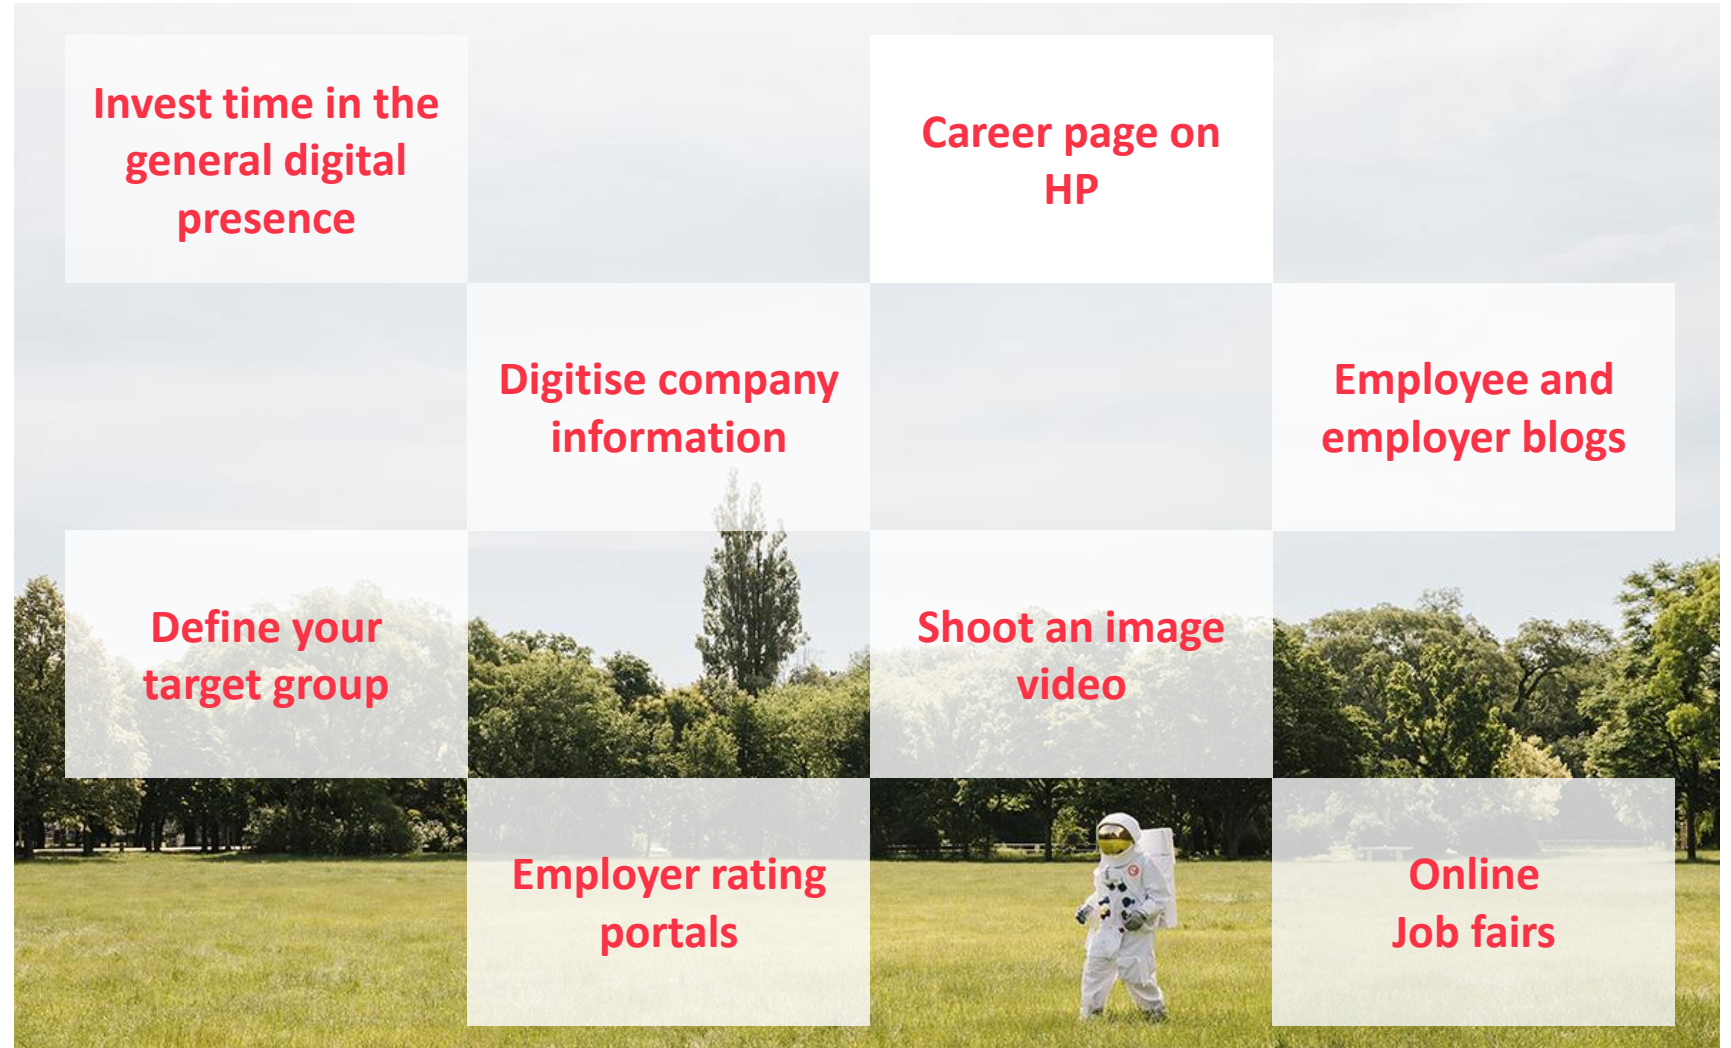 Invest time in the
general digital
presence
Career page on
HP
Digitise company
information
Employee and
employer blogs
Define your
target group
Shoot an image
video
Employer rating
portals
Online
Job fairs